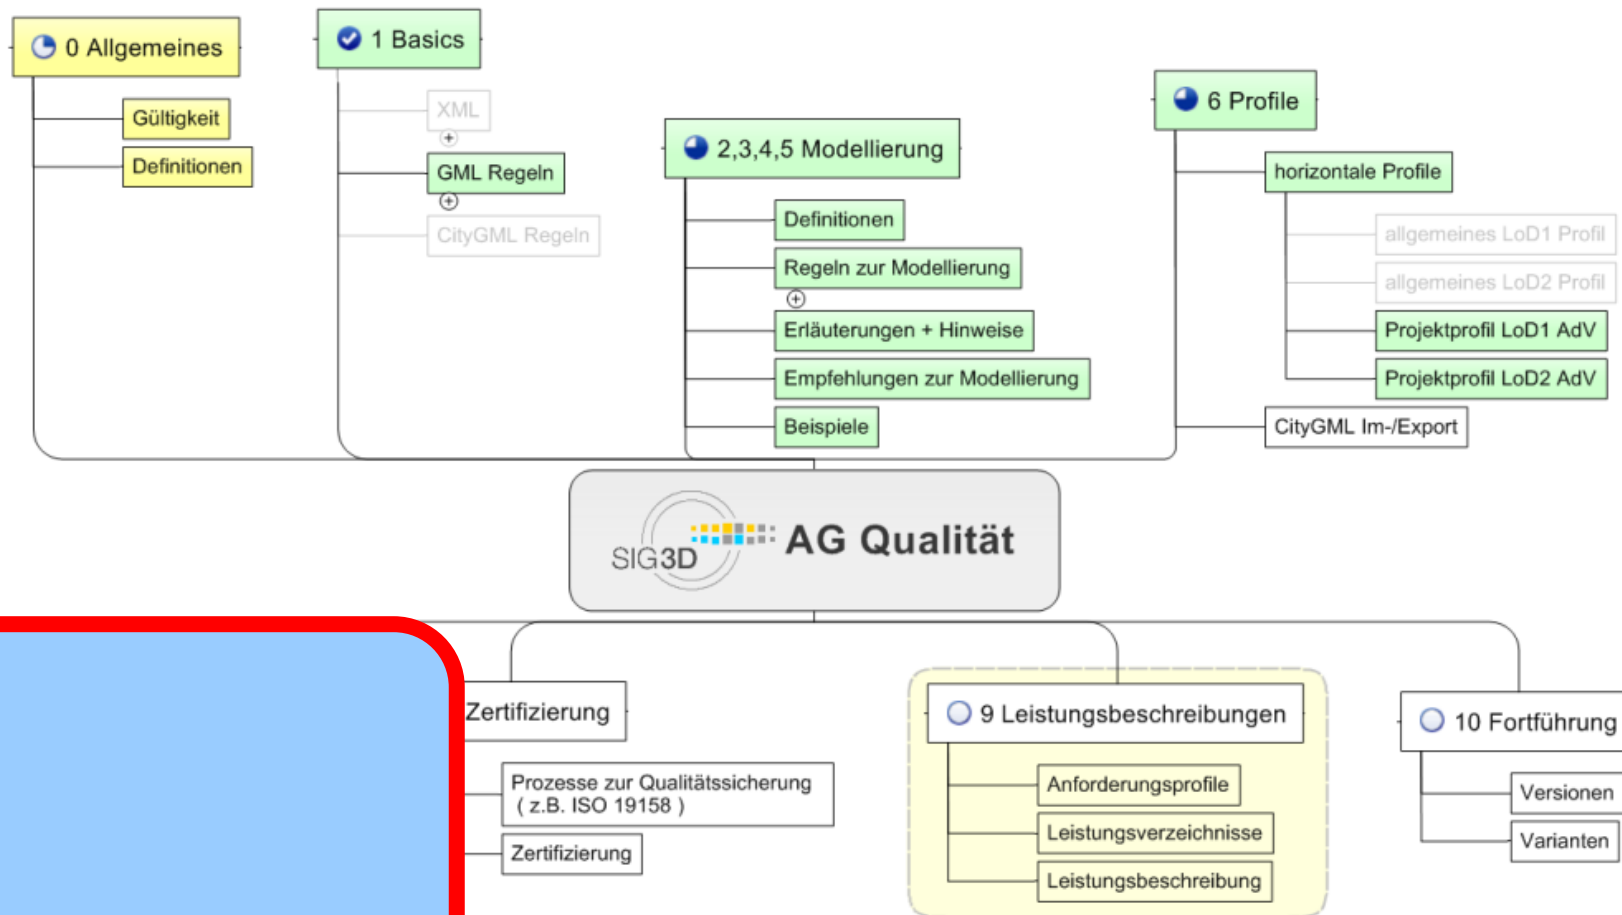 0 Allgemeines
Gültigkeit
Definitionen
1 Basics
XML
GML Regeln
CityGML Regeln
2,3,4,5 Modellierung
Definitionen
Regeln zur Modellierung
Erläuterungen + Hinweise
Empfehlungen zur Modellierung
Beispiele
6 Profile
horizontale Profile
allgemeines LoD1 Profil
allgemeines LoD2 Profil
Projektprofil LoD1 AdV
Projektprofil LoD2 AdV
CityGML Im-/Export
SIG3D
AG Qualität
Zertifizierung
Prozesse zur Qualitätssicherung
( z.B. ISO 19158 )
Zertifizierung
9 Leistungsbeschreibungen
Anforderungsprofile
Leistungsverzeichnisse
Leistungsbeschreibung
10 Fortführung
Versionen
Varianten